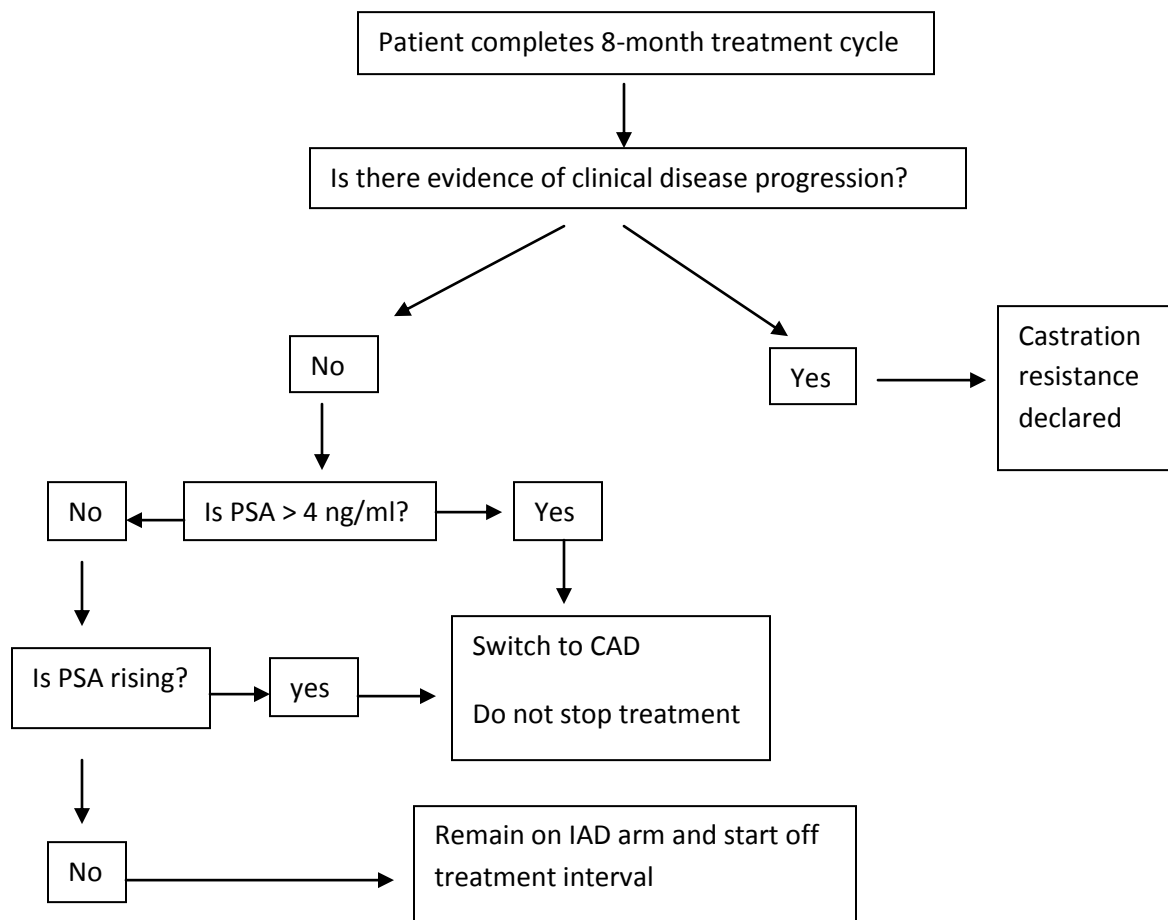 Patient completes 8-month treatment cycle
Is there evidence of clinical disease progression?
No
Yes
Castration
resistance
declared
No
Is PSA > 4 ng/ml?
Yes
Is PSA rising?
yes
Switch to CAD
Do not stop treatment
No
Remain on IAD arm and start off
treatment interval